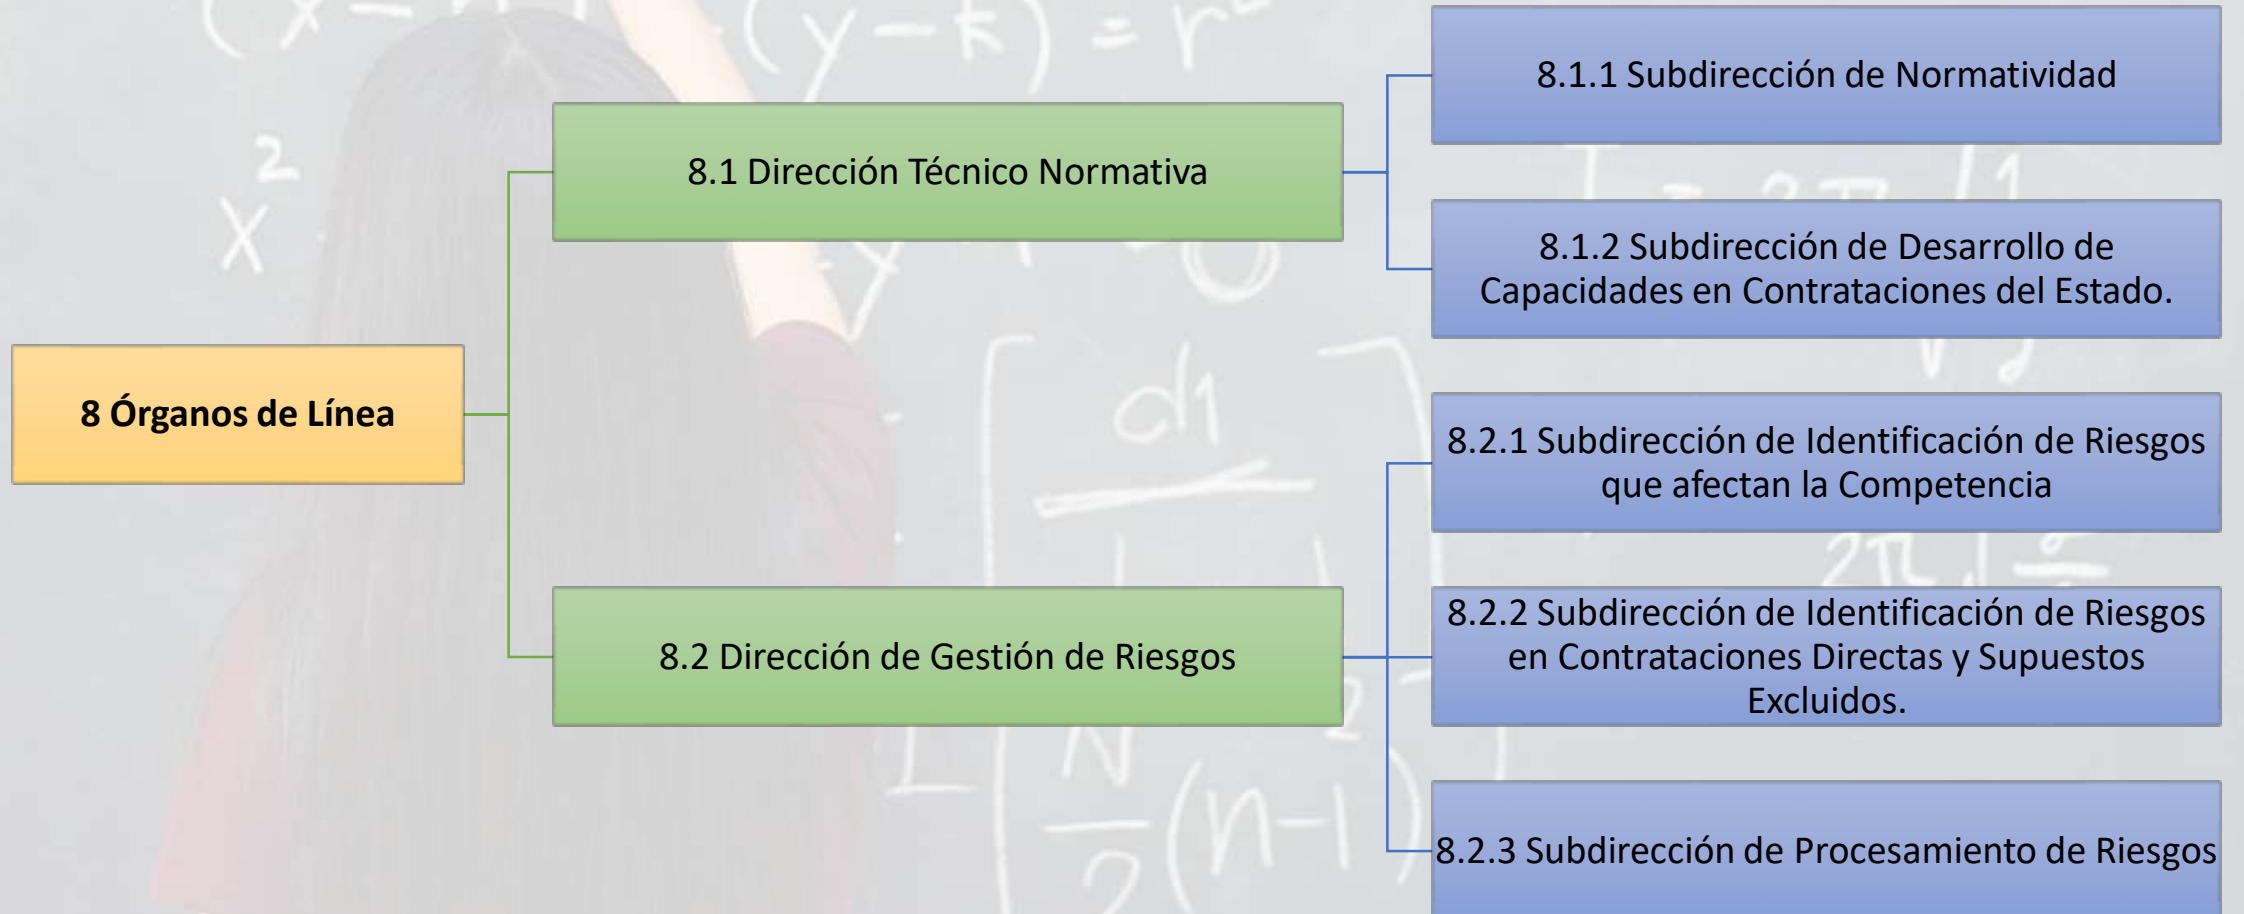 8.1.1 Subdirección de Normatividad
8.1 Dirección Técnico Normativa
8.1.2 Subdirección de Desarrollo de
Capacidades en Contrataciones del Estado.
8 Órganos de Línea
8.2.1 Subdirección de Identificación de Riesgos
que afectan la Competencia
8.2 Dirección de Gestión de Riesgos
8.2.2 Subdirección de Identificación de Riesgos
en Contrataciones Directas y Supuestos
Excluidos.
8.2.3 Subdirección de Procesamiento de Riesgos